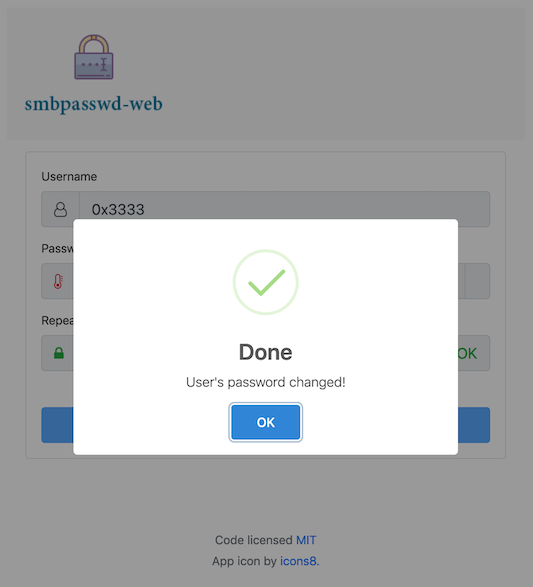 smbpasswd-web
Username
0x3333
Passw
Repea
OK
Done
User's password changed!
OK
Code licensed MIT
App icon by icons8.